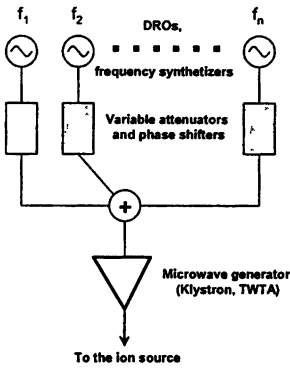 f1 f2 DROs, fn
frequency synthetizers
Variable attenuators
and phase shifters
+
Microwave generator
(Klystron, TWTA)
To the ion source